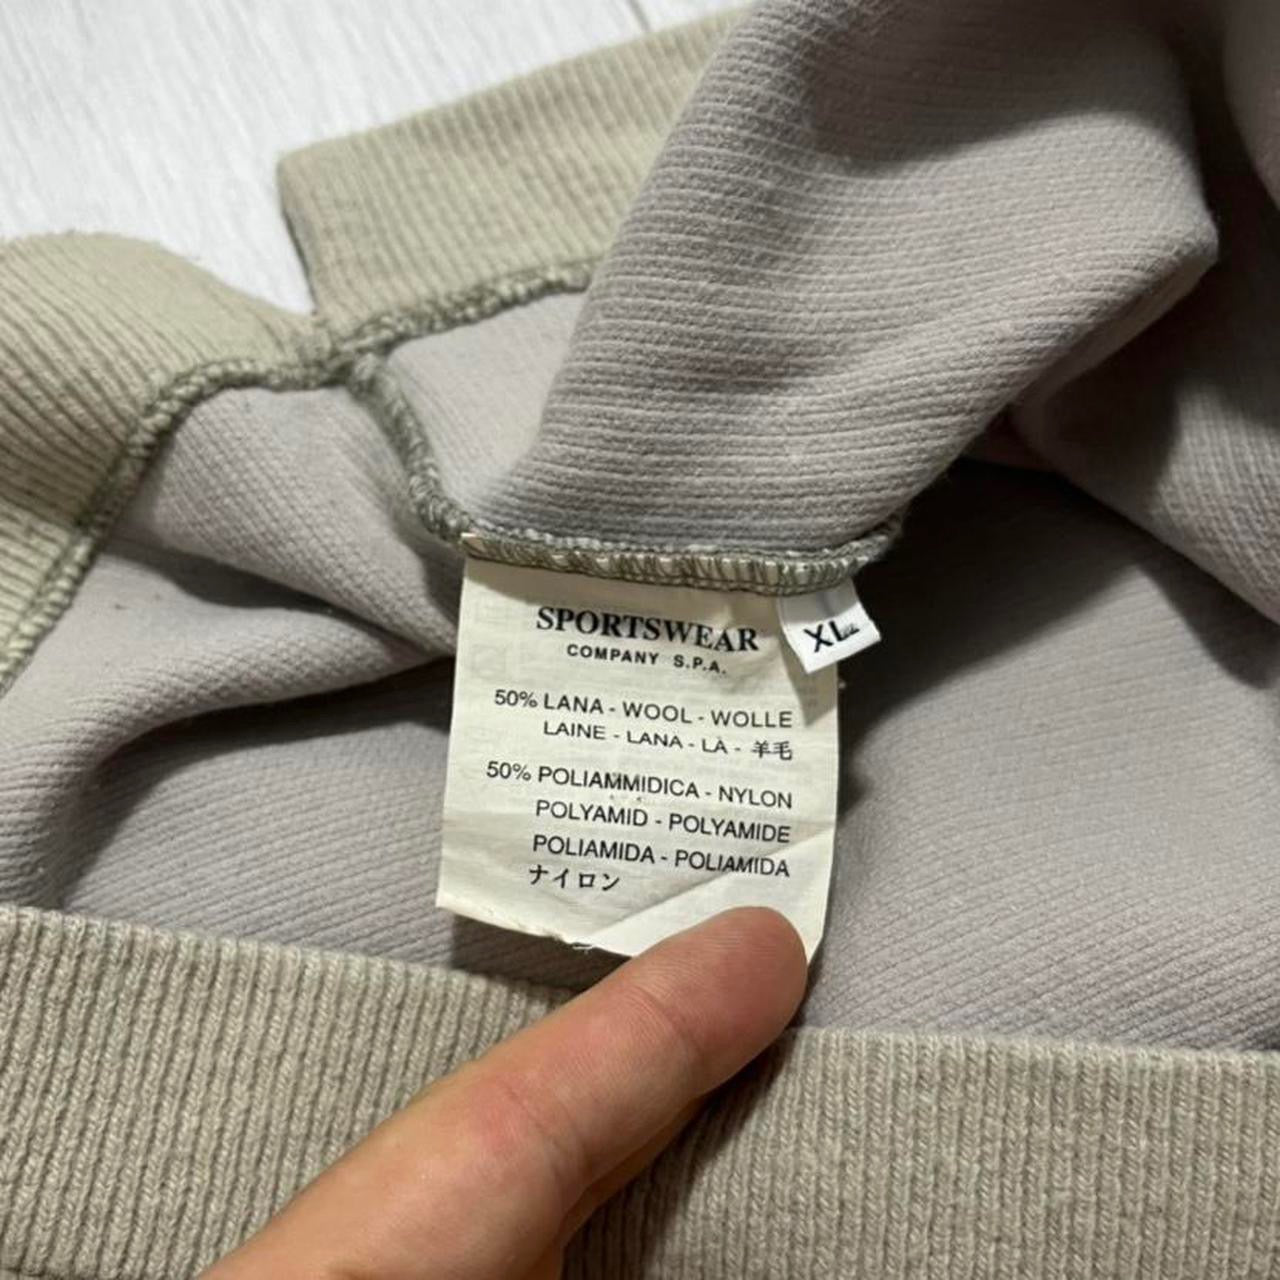 SPORTSWEAR
COMPANY S.P.A.
XL
50% LANA - WOOL - WOLLE
LAINE - LANA - LÀ - 羊毛
50% POLIAMMIDICA - NYLON
POLYAMID - POLYAMIDE
POLIAMIDA - POLIAMIDA
ナイロン